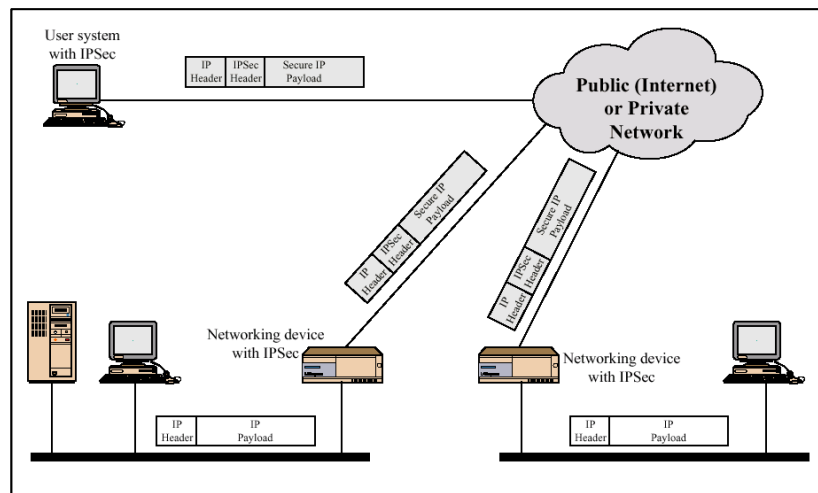 User system
with IPSec
IP
Header
IPSec
Header
Secure IP
Payload
Public (Internet)
or Private
Network
IP
Header
IPSec
Header
Secure IP
Payload
IP
Header
IPSec
Header
Secure IP
Payload
Networking device
with IPSec
Networking device
with IPSec
IP
Header
IP
Payload
IP
Header
IP
Payload